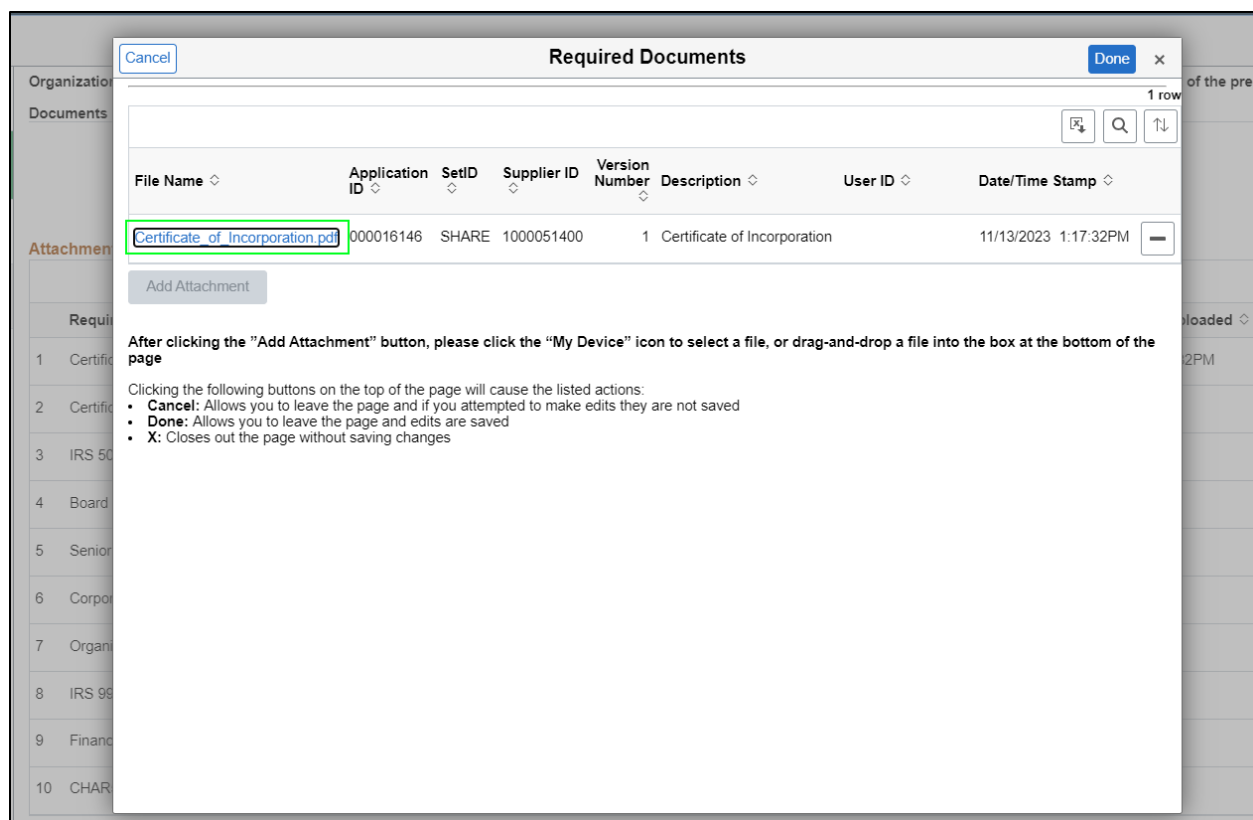 Cancel
Required Documents
Done
×
Organization
of the pre
Documents
1 row
File Name
Application ID
SetID
Supplier ID
Version Number
Description
User ID
Date/Time Stamp
Certificate_of_Incorporation.pdf 000016146 SHARE 1000051400 1 Certificate of Incorporation 11/13/2023 1:17:32PM
Attachmen
Add Attachment
Requi
ploaded
After clicking the ”Add Attachment” button, please click the “My Device” icon to select a file, or drag-and-drop a file into the box at the bottom of the
page
1 Certific
2PM
Clicking the following buttons on the top of the page will cause the listed actions:
• Cancel: Allows you to leave the page and if you attempted to make edits they are not saved
• Done: Allows you to leave the page and edits are saved
• X: Closes out the page without saving changes
2 Certific
3 IRS 50
4 Board
5 Senior
6 Corpo
7 Organi
8 IRS 99
9 Financ
10 CHAR